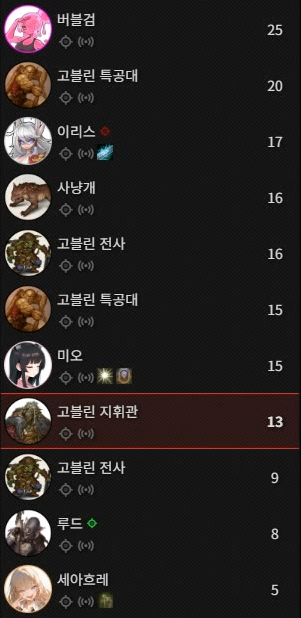 버블검 25
고블린 특공대 20
이리스 17
사냥개 16
고블린 전사 16
고블린 특공대 15
미오 15
고블린 지휘관 13
고블린 전사 9
루드 8
세아흐레 5